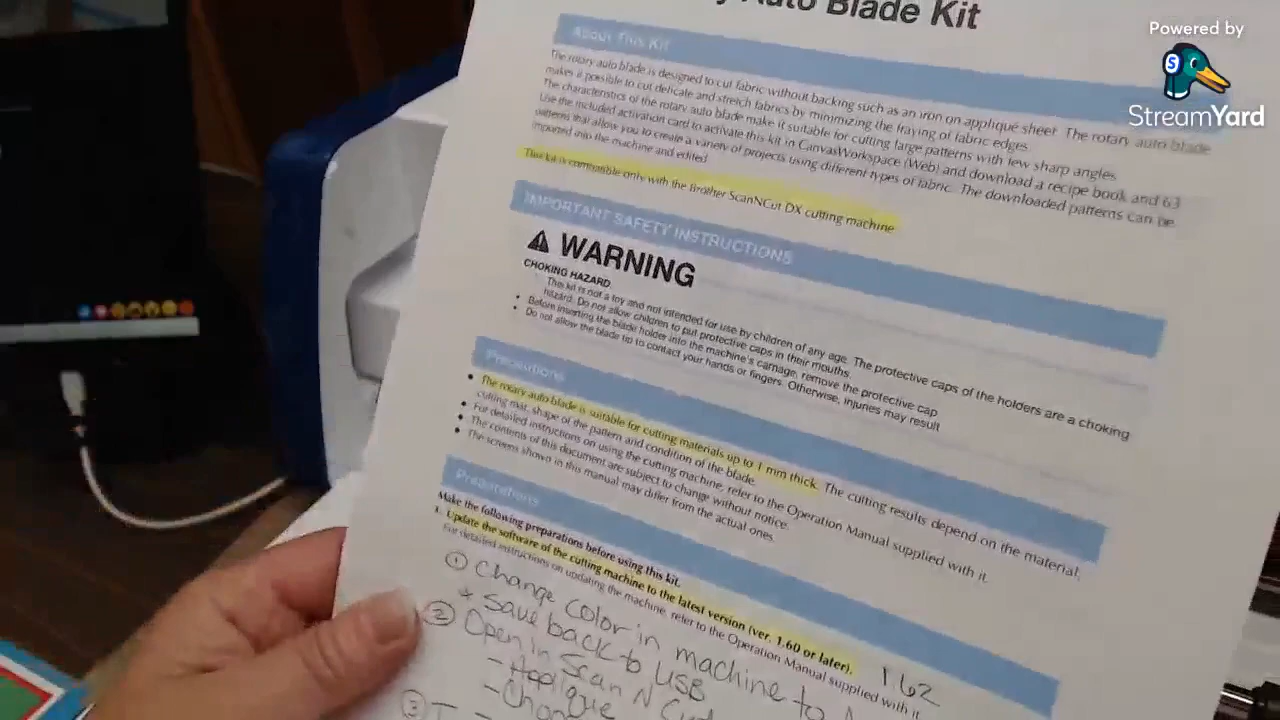 Powered by
StreamYard
Auto Blade Kit
About This Kit
The rotary auto blade is designed to cut fabric without backing such as an iron on appliqué sheet. The rotary auto blade
makes it possible to cut delicate and stretch fabrics by minimizing the fraying of fabric edges.
The characteristics of the rotary auto blade make it suitable for cutting large patterns with few sharp angles.
Use the included activation card to activate this kit in CanvasWorkspace (Web) and download a recipe book and 63
patterns that allow you to create a variety of projects using different types of fabric. The downloaded patterns can be
imported into the machine and edited.
This kit is compatible only with the Brother ScanNCut DX cutting machine
IMPORTANT SAFETY INSTRUCTIONS
WARNING
CHOKING HAZARD
This kit is not a toy and not intended for use by children of any age. The protective caps of the holders are a choking
hazard. Do not allow children to put protective caps in their mouths.
• Before inserting the blade holder into the machine's carriage, remove the protective cap
• Do not allow the blade tip to contact your hands or fingers. Otherwise, injuries may result
Precautions
• The rotary auto blade is suitable for cutting materials up to 1 mm thick. The cutting results depend on the material,
cutting mat, shape of the pattern and condition of the blade.
• For detailed instructions on using the cutting machine, refer to the Operation Manual supplied with it.
• The contents of this document are subject to change without notice.
• The screens shown in this manual may differ from the actual ones.
Preparations
Make the following preparations before using this kit.
1. Update the software of the cutting machine to the latest version (ver. 1.60 or later).
For detailed instructions on updating the machine, refer to the Operation Manual supplied with it
1.62
① Change color in machine to
+ save back to USB
② Open in Scan N Cut
- Applique
③